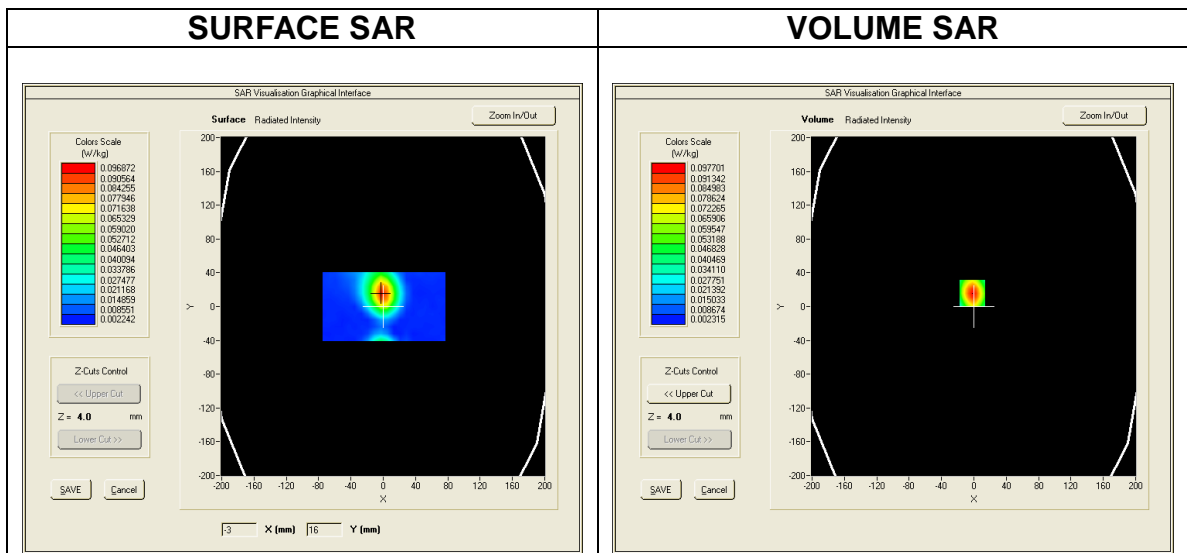 SURFACE SAR
SAR Visualisation Graphical Interface
Surface Radiated Intensity
Zoom In/Out
Colors Scale
(W/kg)
0.096872
0.090564
0.084255
0.077946
0.071638
0.065329
0.059020
0.052712
0.046403
0.040094
0.033786
0.027477
0.021168
0.014859
0.008551
0.002242
Z-Cuts Control
<< Upper Cut
Z = 4.0 mm
Lower Cut >>
SAVE Cancel
200
160
120
80
40
0
-40
-80
-120
-160
-200
Y
-200 -160 -120 -80 -40 0 40 80 120 160 200
X
-3 X (mm) 16 Y (mm)
VOLUME SAR
SAR Visualisation Graphical Interface
Volume Radiated Intensity
Zoom In/Out
Colors Scale
(W/kg)
0.097701
0.091342
0.084983
0.078624
0.072265
0.065906
0.059547
0.053188
0.046828
0.040469
0.034110
0.027751
0.021392
0.015033
0.008674
0.002315
Z-Cuts Control
<< Upper Cut
Z = 4.0 mm
Lower Cut >>
SAVE Cancel
200
160
120
80
40
0
-40
-80
-120
-160
-200
Y
-200 -160 -120 -80 -40 0 40 80 120 160 200
X